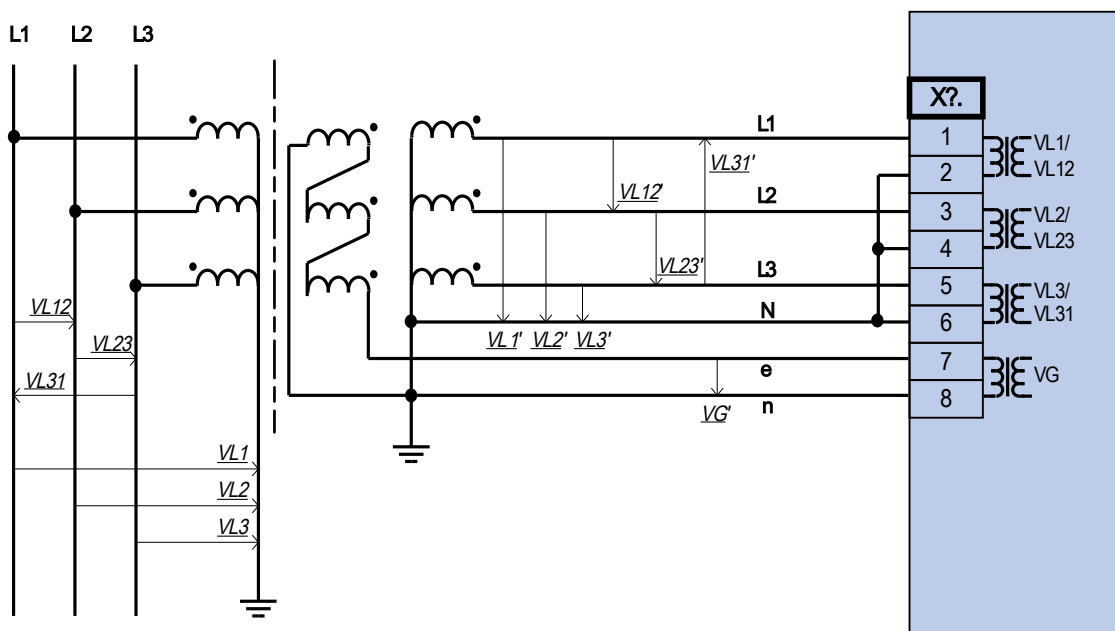 L1 L2 L3
X?.
L1
1
VL1/
VL12
VL31'
2
VL12'
L2
3
VL2/
VL23
4
VL23'
L3
5
VL3/
VL31
VL12
N
6
VL1' VL2' VL3'
VL23
7
VG
e
VL31
8
n
VG'
VL1
VL2
VL3